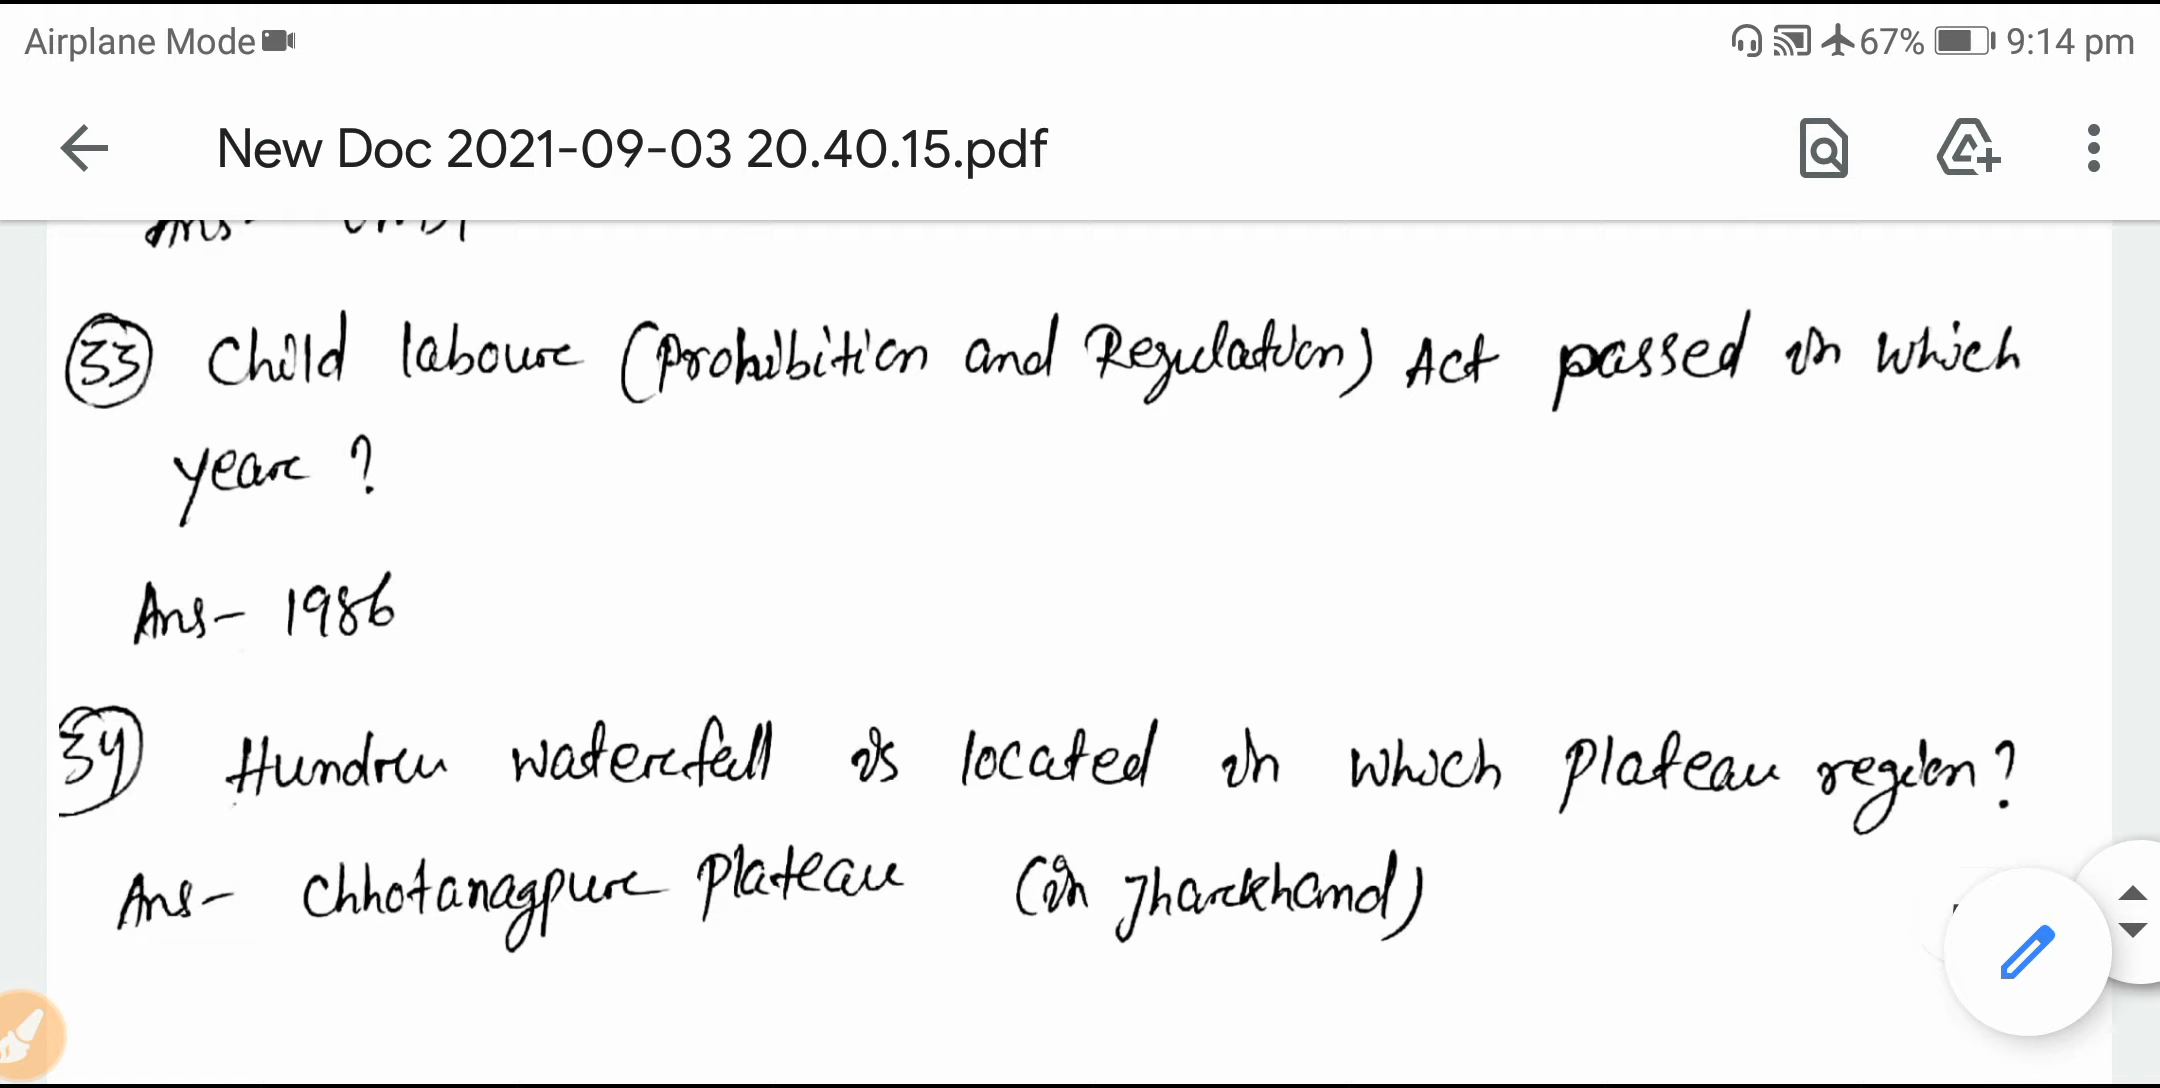 Airplane Mode 67% 9:14 pm
New Doc 2021-09-03 20.40.15.pdf
Ans-
33 Child labour (Prohibition and Regulation) Act passed in which
year ?
Ans- 1986
34 Hundru waterfall is located in which plateau region ?
Ans- Chhotanagpur plateau (in Jharkhand)